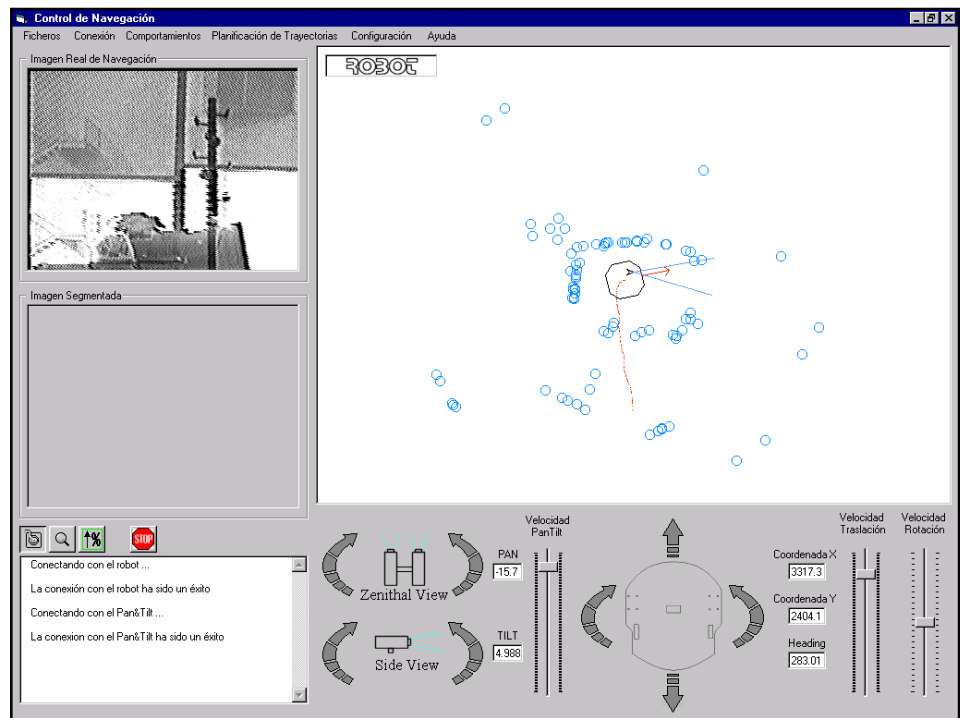 Control de Navegación
Ficheros Conexión Comportamientos Planificación de Trayectorias Configuración Ayuda
Imagen Real de Navegación
ROBOT
Imagen Segmentada
STOP
Conectando con el robot ...
La conexión con el robot ha sido un éxito
Conectando con el Pan&Tilt ...
La conexion con el Pan&Tilt ha sido un éxito
Zenithal View
Side View
Velocidad
PanTilt
PAN
-15.7
TILT
4.988
Coordenada X
3317.3
Coordenada Y
2404.1
Heading
283.01
Velocidad
Traslación
Velocidad
Rotación